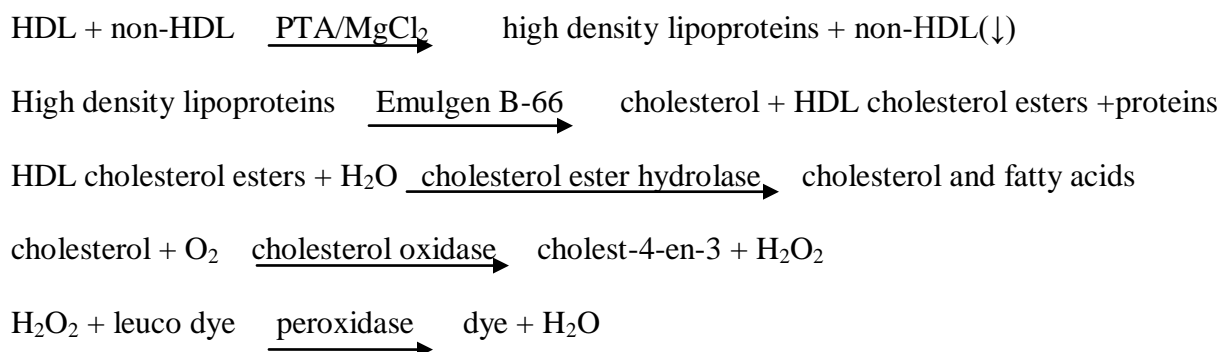 HDL + non-HDL PTA/MgCl₂ high density lipoproteins + non-HDL(↓)
High density lipoproteins Emulgen B-66 cholesterol + HDL cholesterol esters +proteins
HDL cholesterol esters + H₂O cholesterol ester hydrolase cholesterol and fatty acids
cholesterol + O₂ cholesterol oxidase cholest-4-en-3 + H₂O₂
H₂O₂ + leuco dye peroxidase dye + H₂O